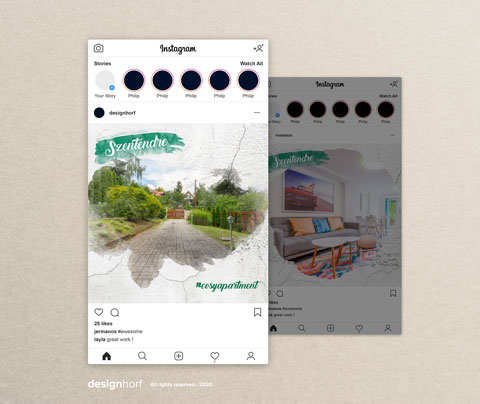 Instagram
Stories
Watch All
Your Story
Philip
Philip
Philip
Philip
Philip
designhorf
Szentendre
#cosyapartment
25 likes
jermanos #awesome
layla great work !
Instagram
Stories
Watch All
Story
Philip
Philip
Philip
Philip
Philip
romanos
Szentendre
likes
jermanos #awesome
layla great work !
designhorf
All rights reserved - 2020